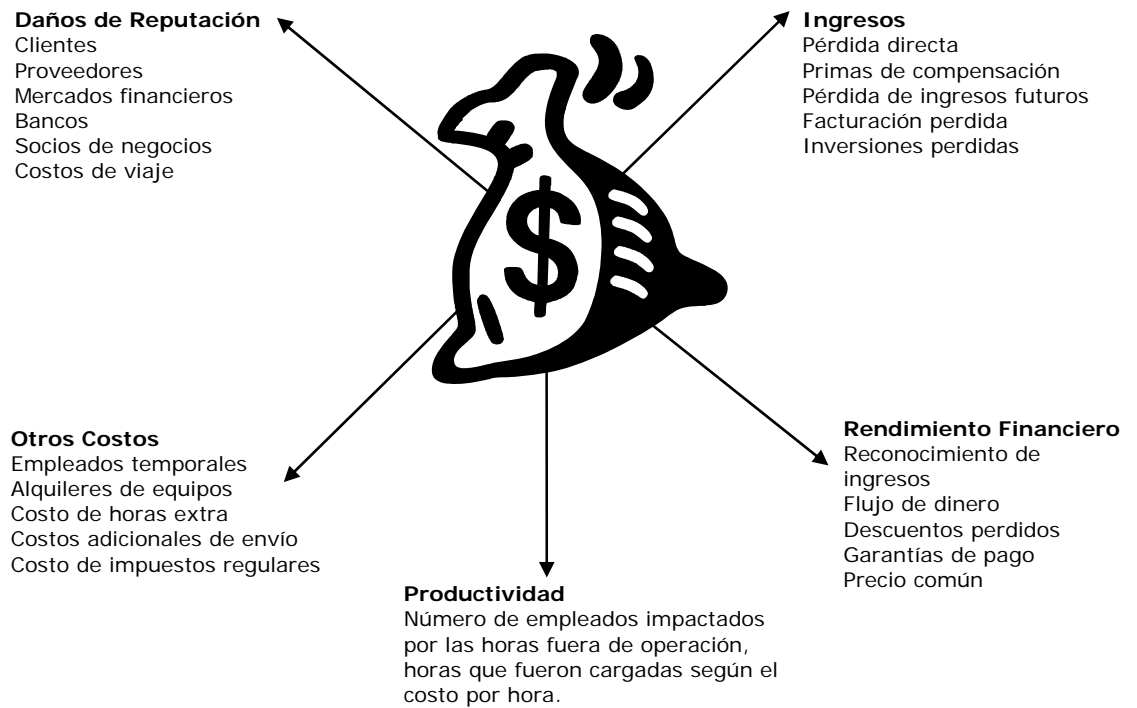 Daños de Reputación
Clientes
Proveedores
Mercados financieros
Bancos
Socios de negocios
Costos de viaje
Ingresos
Pérdida directa
Primas de compensación
Pérdida de ingresos futuros
Facturación perdida
Inversiones perdidas
$
Otros Costos
Empleados temporales
Alquileres de equipos
Costo de horas extra
Costos adicionales de envío
Costo de impuestos regulares
Productividad
Número de empleados impactados
por las horas fuera de operación,
horas que fueron cargadas según el
costo por hora.
Rendimiento Financiero
Reconocimiento de
ingresos
Flujo de dinero
Descuentos perdidos
Garantías de pago
Precio común